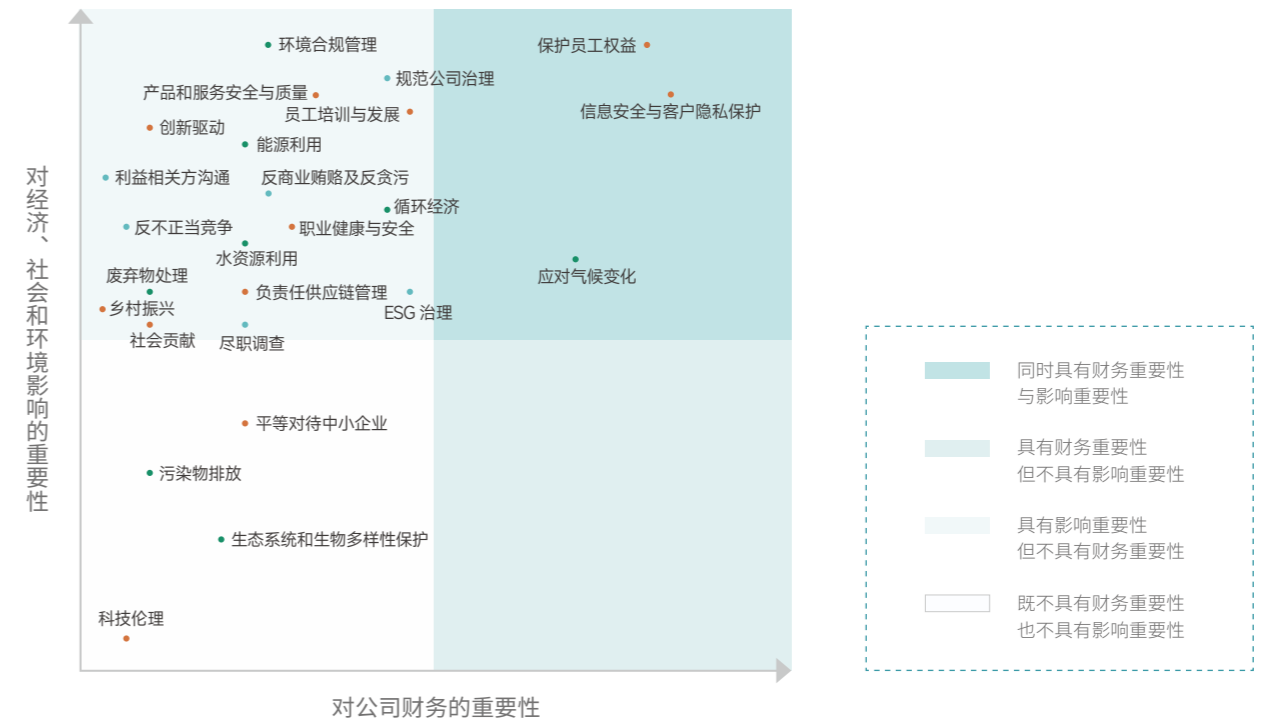 环境合规管理
保护员工权益
规范公司治理
产品和服务安全与质量
员工培训与发展
信息安全与客户隐私保护
创新驱动
能源利用
利益相关方沟通
反商业贿赂及反贪污
循环经济
反不正当竞争
职业健康与安全
水资源利用
废弃物处理
应对气候变化
负责任供应链管理
乡村振兴
ESG 治理
社会贡献
尽职调查
平等对待中小企业
污染物排放
生态系统和生物多样性保护
科技伦理
对经济、社会和环境影响的重要性
对公司财务的重要性
同时具有财务重要性
与影响重要性
具有财务重要性
但不具有影响重要性
具有影响重要性
但不具有财务重要性
既不具有财务重要性
也不具有影响重要性